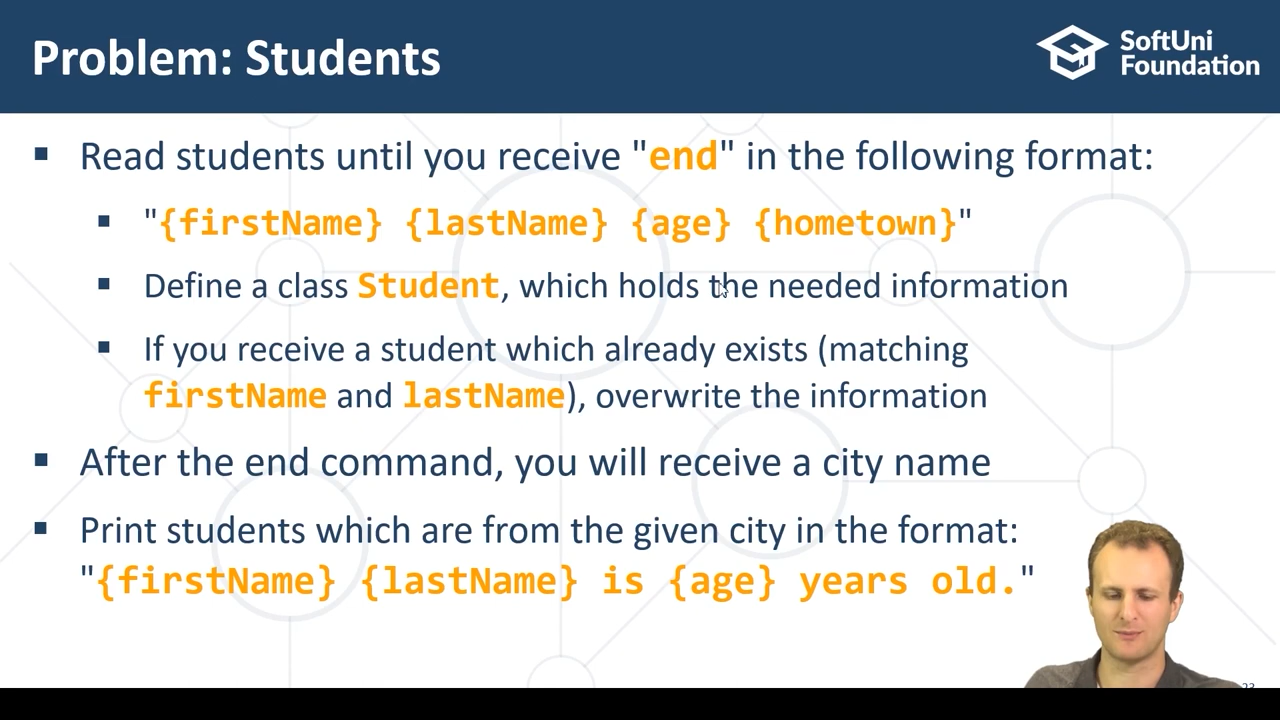 Problem: Students
SoftUni
Foundation
▪ Read students until you receive "end" in the following format:
▪ "{firstName} {lastName} {age} {hometown}"
▪ Define a class Student, which holds the needed information
▪ If you receive a student which already exists (matching
firstName and lastName), overwrite the information
▪ After the end command, you will receive a city name
▪ Print students which are from the given city in the format:
"{firstName} {lastName} is {age} years old."